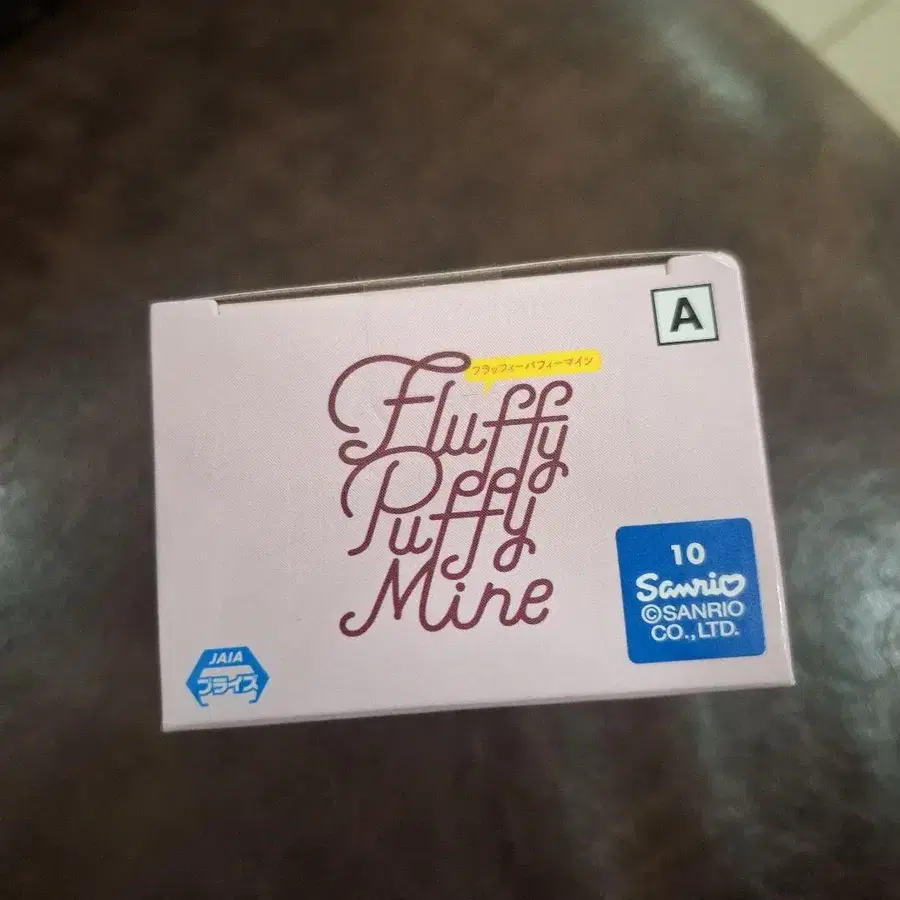 A
フラッフィーパフィーマイン
Fluffy
Puffy
Mine
10
Sanrio
©SANRIO
CO.,LTD.
JAIA
プライズ